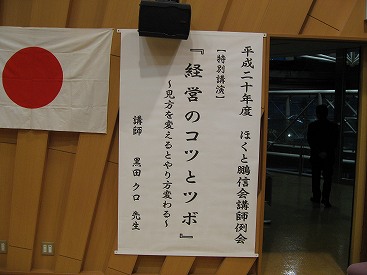 平成二十年度　ほくと鵬信会講師例会
【特別講演】
『経営のコツとツボ』
～見方を変えるとやり方変わる～
講師　黒田 クロ 先生